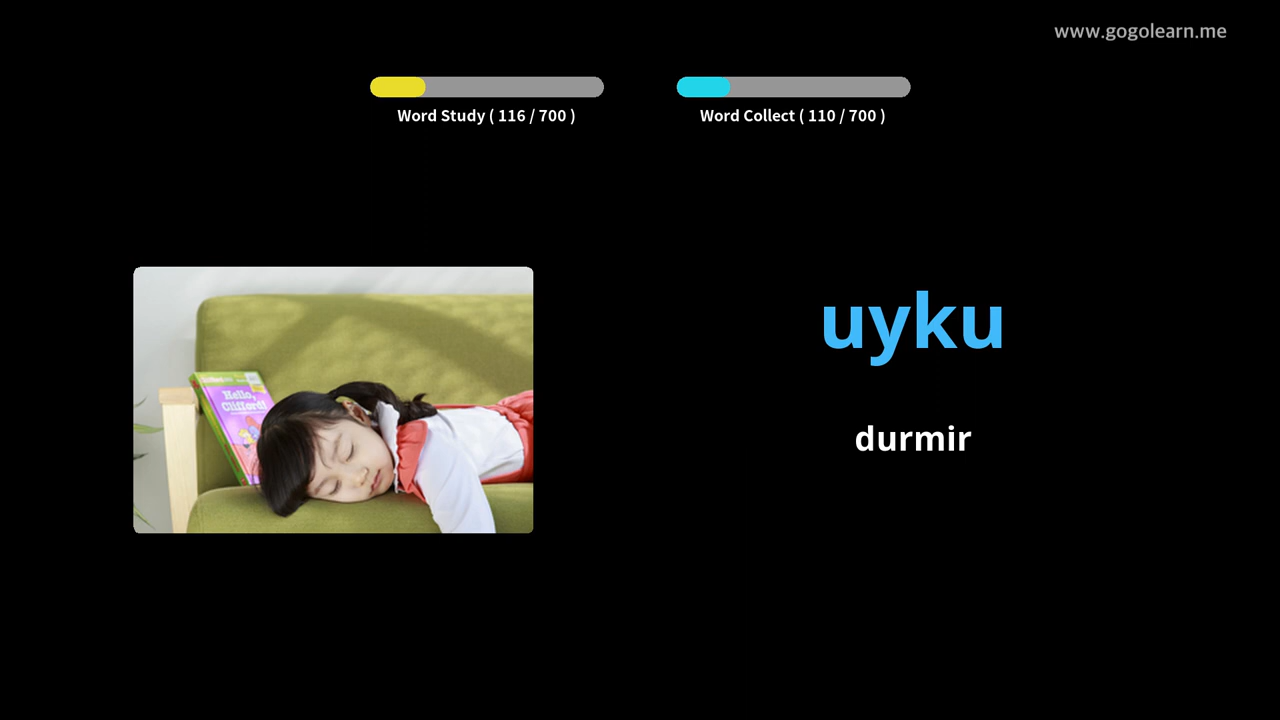 www.gogolearn.me
Word Study ( 116 / 700 )
Word Collect ( 110 / 700 )
Hello,
Clifford!
uyku
durmir